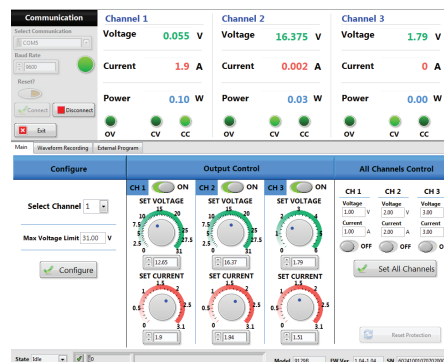 Communication
Channel 1
Channel 2
Channel 3
Select Communication
COM5
Baud Rate
9600
Reset?
Connect
Disconnect
Exit
Voltage 0.055 V
Voltage 16.375 V
Voltage 1.79 V
Current 1.9 A
Current 0.002 A
Current 0 A
Power 0.10 W
Power 0.03 W
Power 0.00 W
OV CV CC
OV CV CC
OV CV CC
Main
Waveform Recording
External Program
Configure
Output Control
All Channels Control
Select Channel 1
Max Voltage Limit 31.00 V
Configure
CH 1 ON
CH 2 ON
CH 3 ON
SET VOLTAGE
SET VOLTAGE
SET VOLTAGE
12.65
16.37
1.79
SET CURRENT
SET CURRENT
SET CURRENT
1.9
1.94
1.51
CH 1
CH 2
CH 3
Voltage
Voltage
Voltage
1.00 V
2.00 V
3.00
Current
Current
Current
1.00 A
2.00 A
3.00
OFF
OFF
Set All Channels
Reset Protection
State Idle
Model 9129B
FW Ver 1.04-1.04
SN